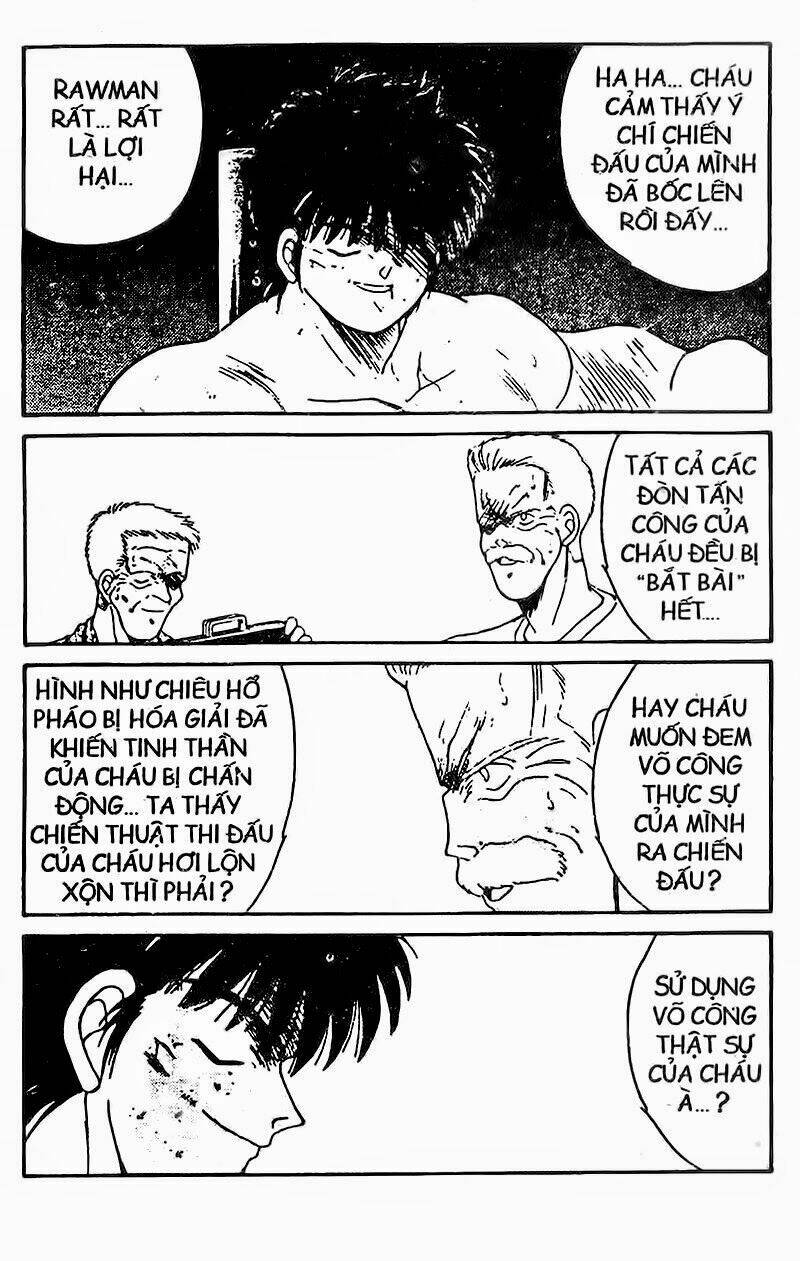 RAWMAN
RẤT... RẤT
LÀ LỢI
HẠI...
HA HA... CHÁU
CẢM THẤY Ý
CHÍ CHIẾN
ĐẤU CỦA MÌNH
ĐÃ BỐC LÊN
RỒI ĐẤY...
TẤT CẢ CÁC
ĐÒN TẤN
CÔNG CỦA
CHÁU ĐỀU BỊ
"BẮT BÀI"
HẾT....
HÌNH NHƯ CHIÊU HỔ
PHÁO BỊ HÓA GIẢI ĐÃ
KHIẾN TINH THẦN
CỦA CHÁU BỊ CHẤN
ĐỘNG... TA THẤY
CHIẾN THUẬT THI ĐẤU
CỦA CHÁU HƠI LỘN
XỘN THÌ PHẢI?
HAY CHÁU
MUỐN ĐEM
VÕ CÔNG
THỰC SỰ
CỦA MÌNH
RA CHIẾN
ĐẤU?
SỬ DỤNG
VÕ CÔNG
THẬT SỰ
CỦA CHÁU
À...?